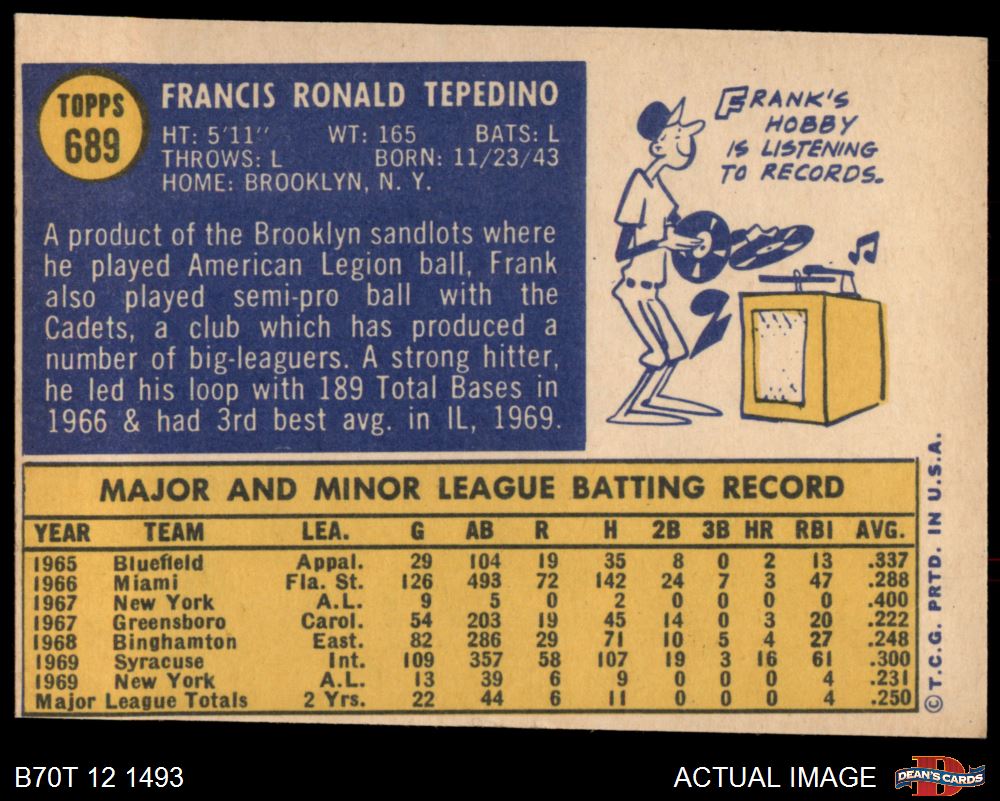 TOPPS
689
FRANCIS RONALD TEPEDINO
HT: 5'11" WT: 165 BATS: L
THROWS: L BORN: 11/23/43
HOME: BROOKLYN, N. Y.
A product of the Brooklyn sandlots where
he played American Legion ball, Frank
also played semi-pro ball with the
Cadets, a club which has produced a
number of big-leaguers. A strong hitter,
he led his loop with 189 Total Bases in
1966 & had 3rd best avg. in IL, 1969.
FRANK'S
HOBBY
IS LISTENING
TO RECORDS.
MAJOR AND MINOR LEAGUE BATTING RECORD
YEAR TEAM LEA. G AB R H 2B 3B HR RBI AVG.
1965 Bluefield Appal. 29 104 19 35 8 0 2 13 .337
1966 Miami Fla. St. 126 493 72 142 24 7 3 47 .288
1967 New York A.L. 9 5 0 2 0 0 0 0 .400
1967 Greensboro Carol. 54 203 19 45 14 0 3 20 .222
1968 Binghamton East. 82 286 29 71 10 5 4 27 .248
1969 Syracuse Int. 109 357 58 107 19 3 16 61 .300
1969 New York A.L. 13 39 6 9 0 0 0 4 .231
Major League Totals 2 Yrs. 22 44 6 11 0 0 0 4 .250
© T.C.G. PRTD. IN U.S.A.
B70T 12 1493
ACTUAL IMAGE
D
DEAN'S CARDS